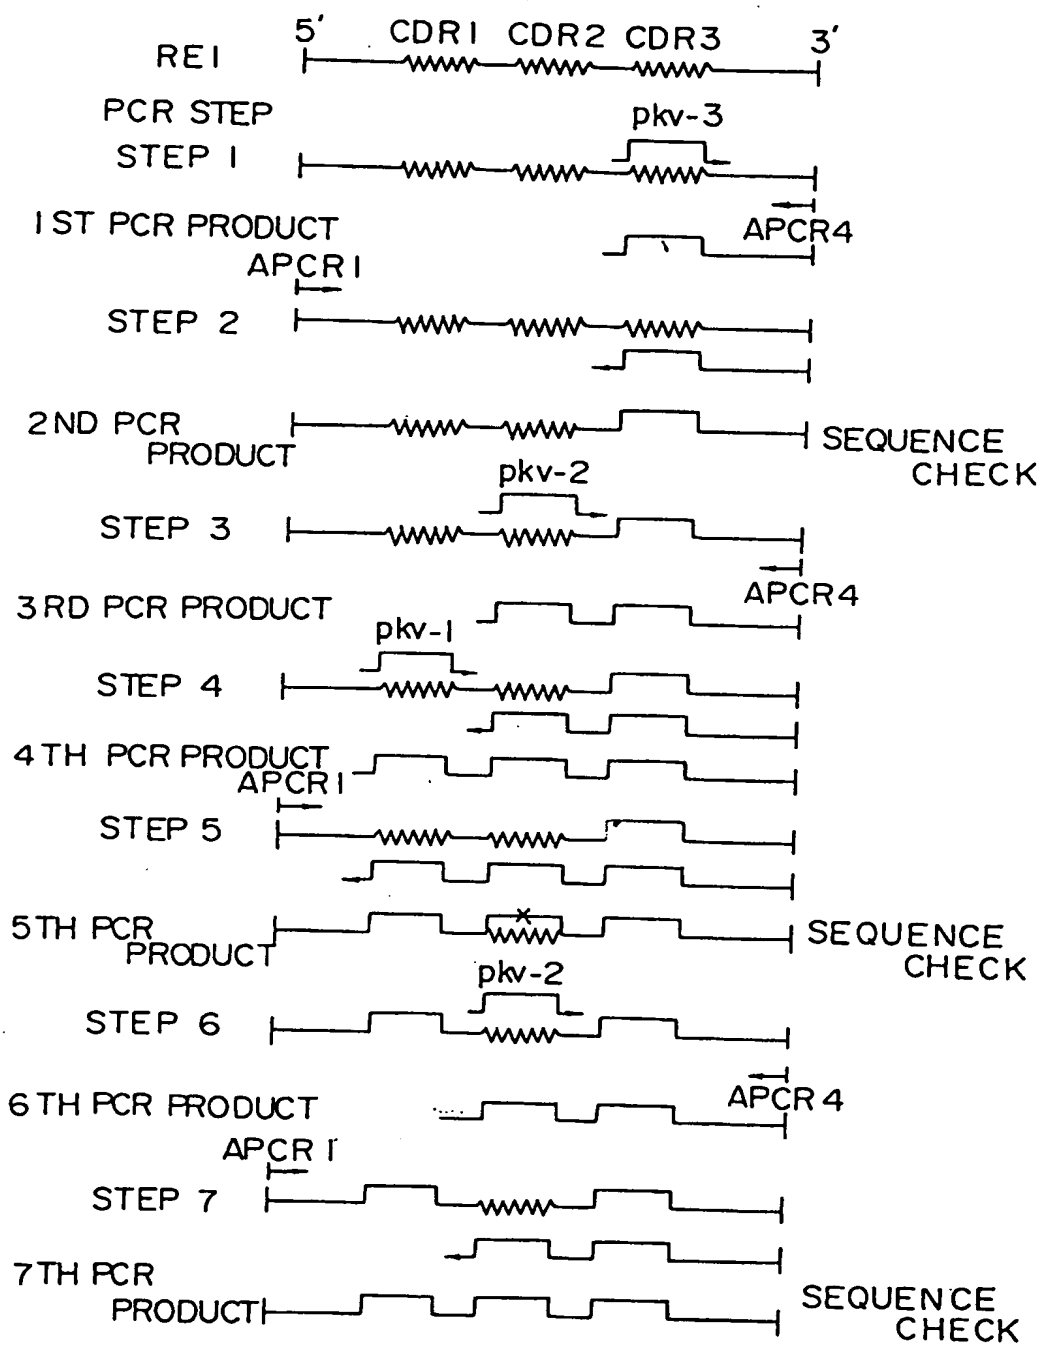 5' CDR1 CDR2 CDR3 3'
RE1
PCR STEP pkv-3
STEP 1
1ST PCR PRODUCT APCR4
APCR1
STEP 2
2ND PCR PRODUCT SEQUENCE CHECK
pkv-2
STEP 3
APCR4
3RD PCR PRODUCT
pkv-1
STEP 4
4TH PCR PRODUCT
APCR1
STEP 5
5TH PCR PRODUCT SEQUENCE CHECK
pkv-2
STEP 6
APCR4
6TH PCR PRODUCT
APCR1
STEP 7
7TH PCR PRODUCT SEQUENCE CHECK